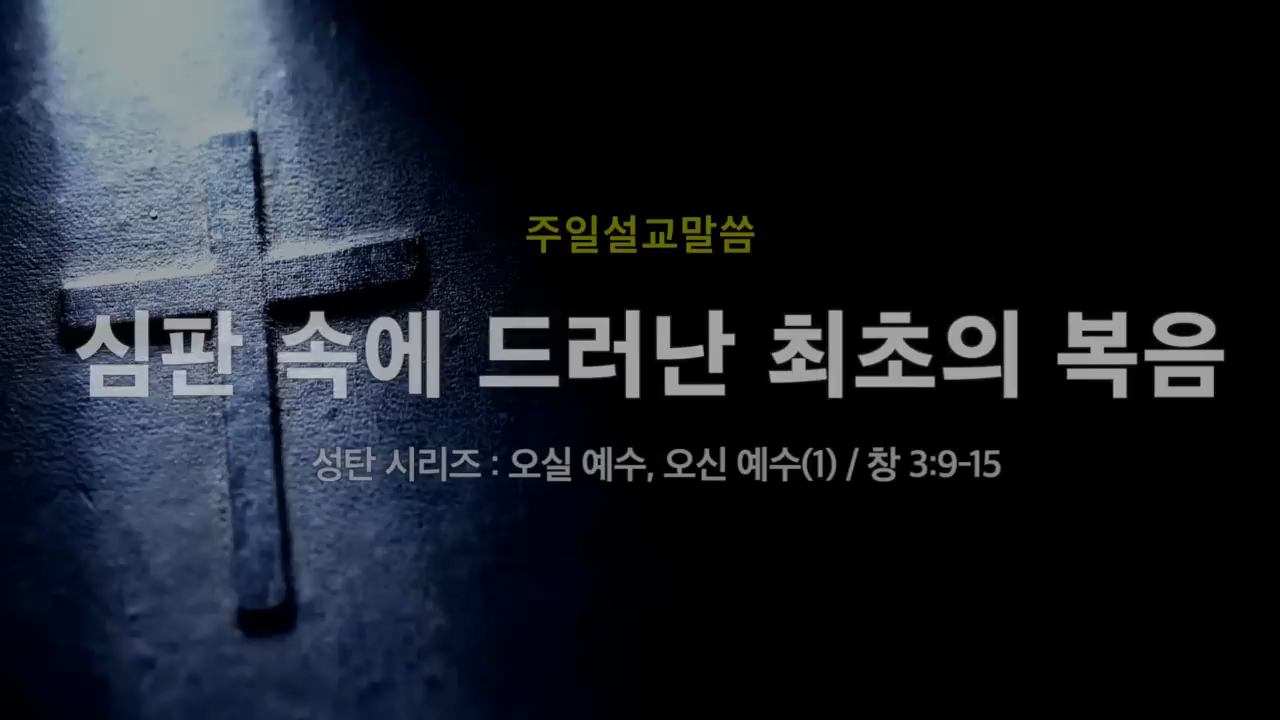 주일설교말씀
심판 속에 드러난 최초의 복음
성탄 시리즈 : 오실 예수, 오신 예수(1) / 창 3:9-15